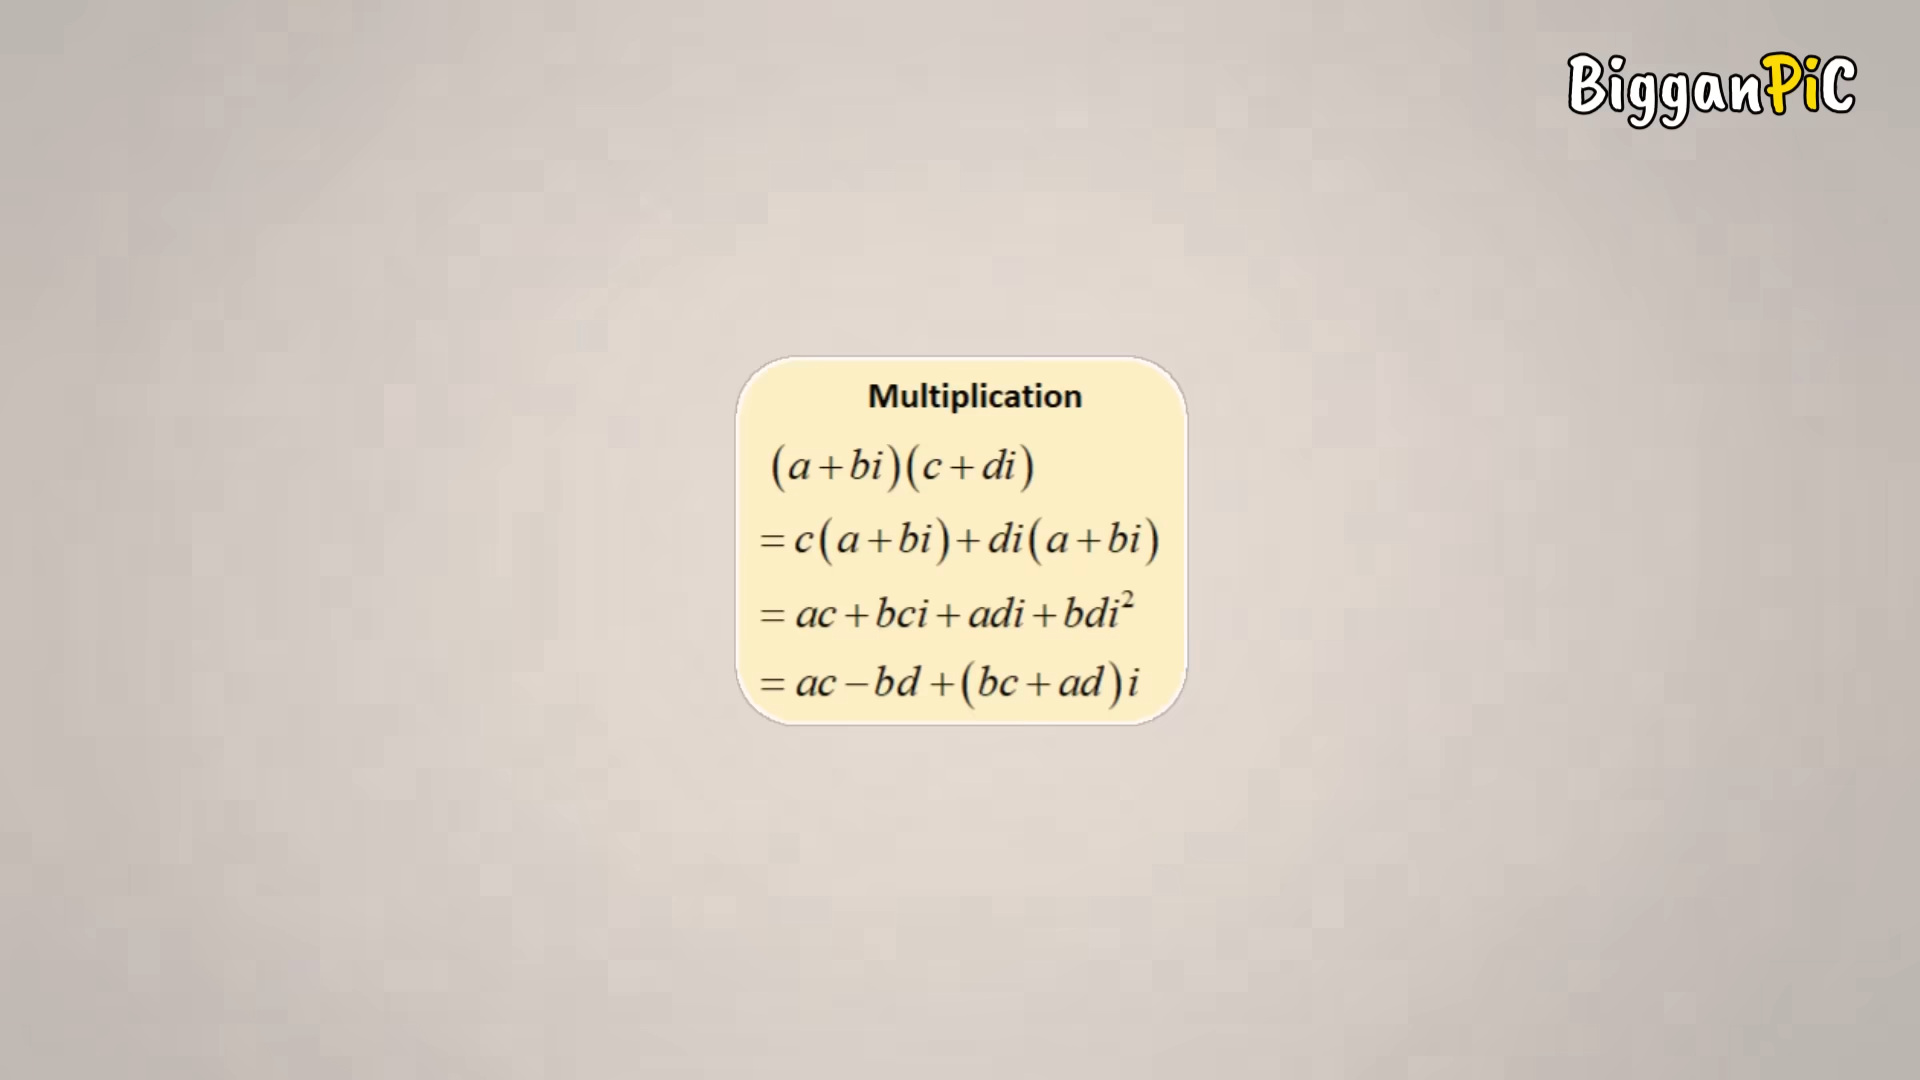 BigganPiC
Multiplication
(a+bi)(c+di)
=c(a+bi)+di(a+bi)
=ac+bci+adi+bdi²
=ac−bd+(bc+ad)i